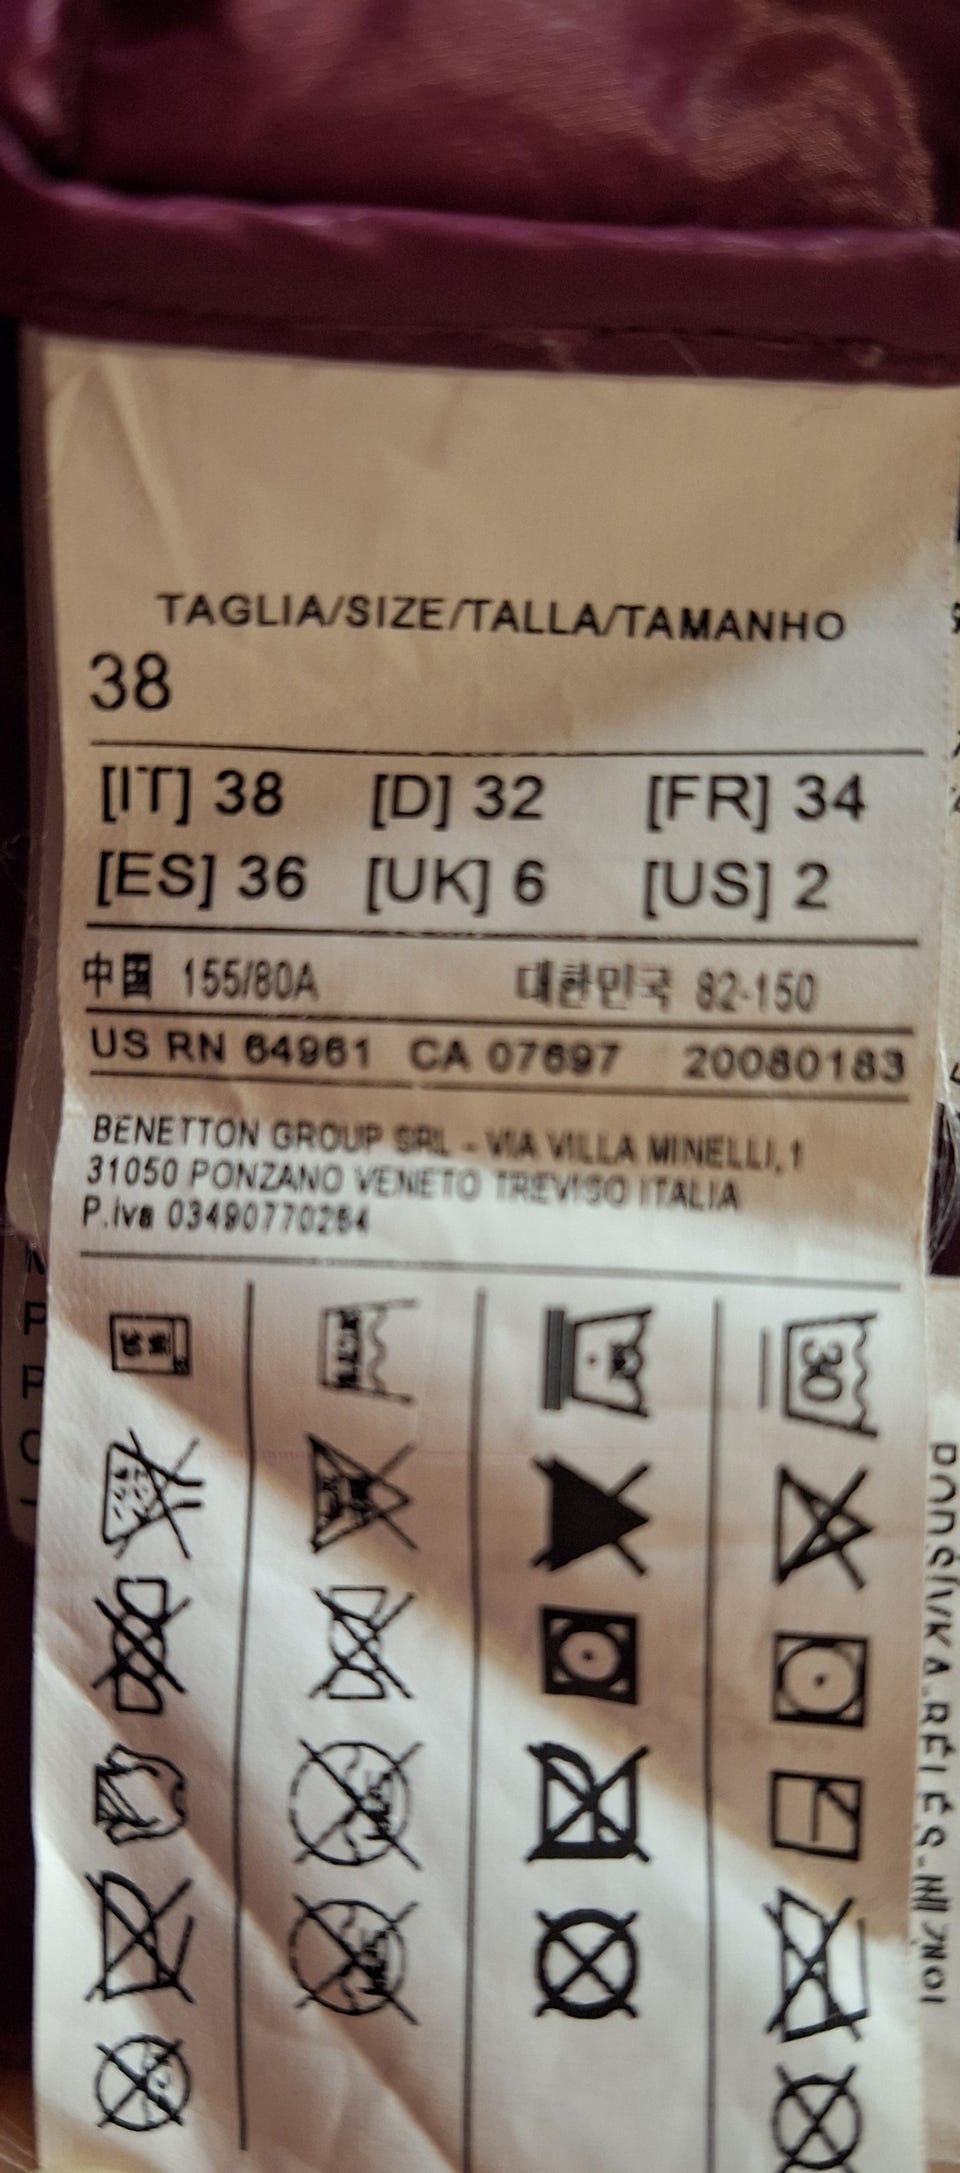 TAGLIA/SIZE/TALLA/TAMANHO
38
[IT] 38 [D] 32 [FR] 34
[ES] 36 [UK] 6 [US] 2
中国 155/80A 대한민국 82-150
US RN 64961 CA 07697 20080183
BENETTON GROUP SRL - VIA VILLA MINELLI,1
31050 PONZANO VENETO TREVISO ITALIA
P.iva 03490770264
30